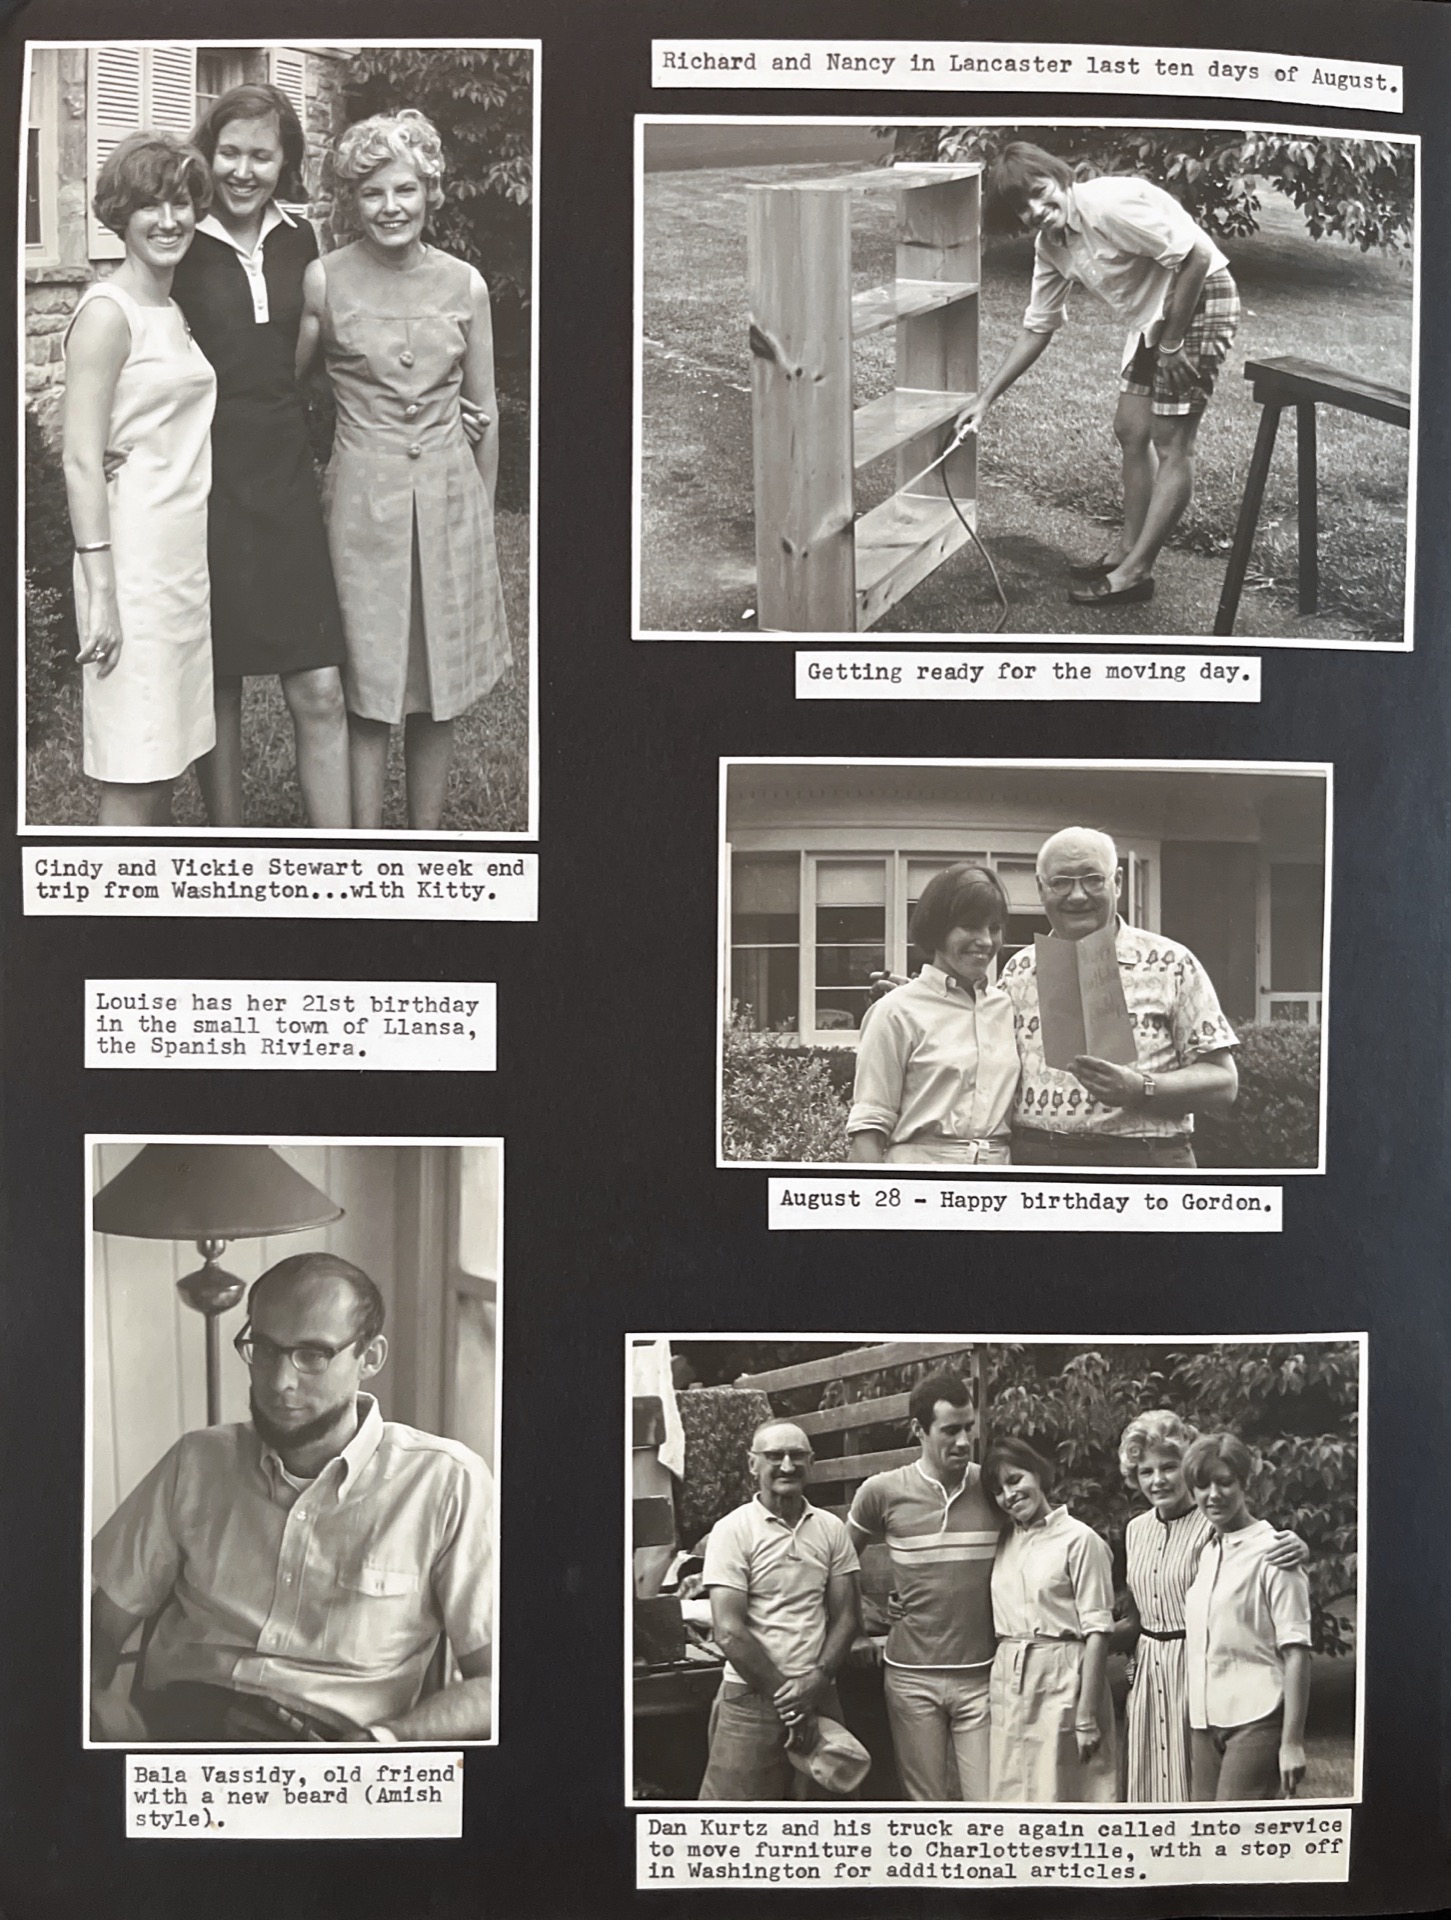 Cindy and Vickie Stewart on week end
trip from Washington...with Kitty.
Louise has her 21st birthday
in the small town of Llansa,
the Spanish Riviera.
Bala Vassidy, old friend
with a new beard (Amish
style).
Richard and Nancy in Lancaster last ten days of August.
Getting ready for the moving day.
August 28 - Happy birthday to Gordon.
Dan Kurtz and his truck are again called into service
to move furniture to Charlottesville, with a stop off
in Washington for additional articles.